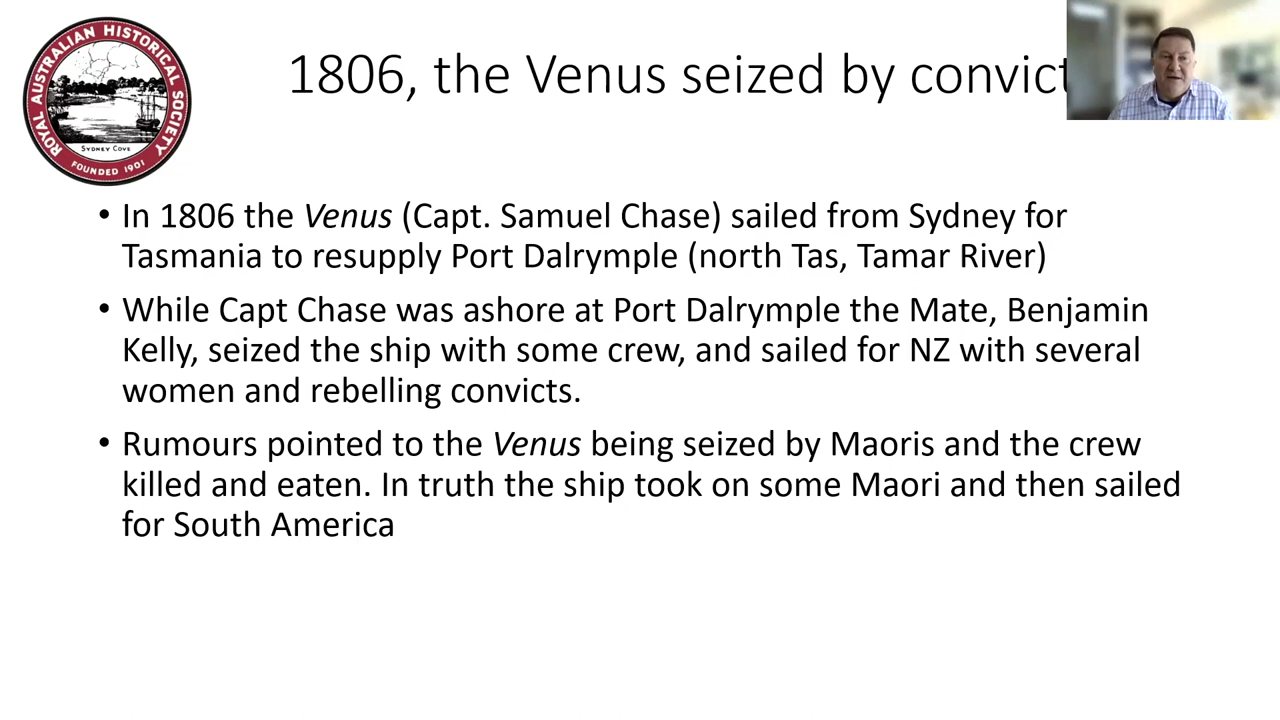 ROYAL AUSTRALIAN HISTORICAL SOCIETY
SYDNEY COVE
FOUNDED 1901
1806, the Venus seized by convict
• In 1806 the Venus (Capt. Samuel Chase) sailed from Sydney for
Tasmania to resupply Port Dalrymple (north Tas, Tamar River)
• While Capt Chase was ashore at Port Dalrymple the Mate, Benjamin
Kelly, seized the ship with some crew, and sailed for NZ with several
women and rebelling convicts.
• Rumours pointed to the Venus being seized by Maoris and the crew
killed and eaten. In truth the ship took on some Maori and then sailed
for South America